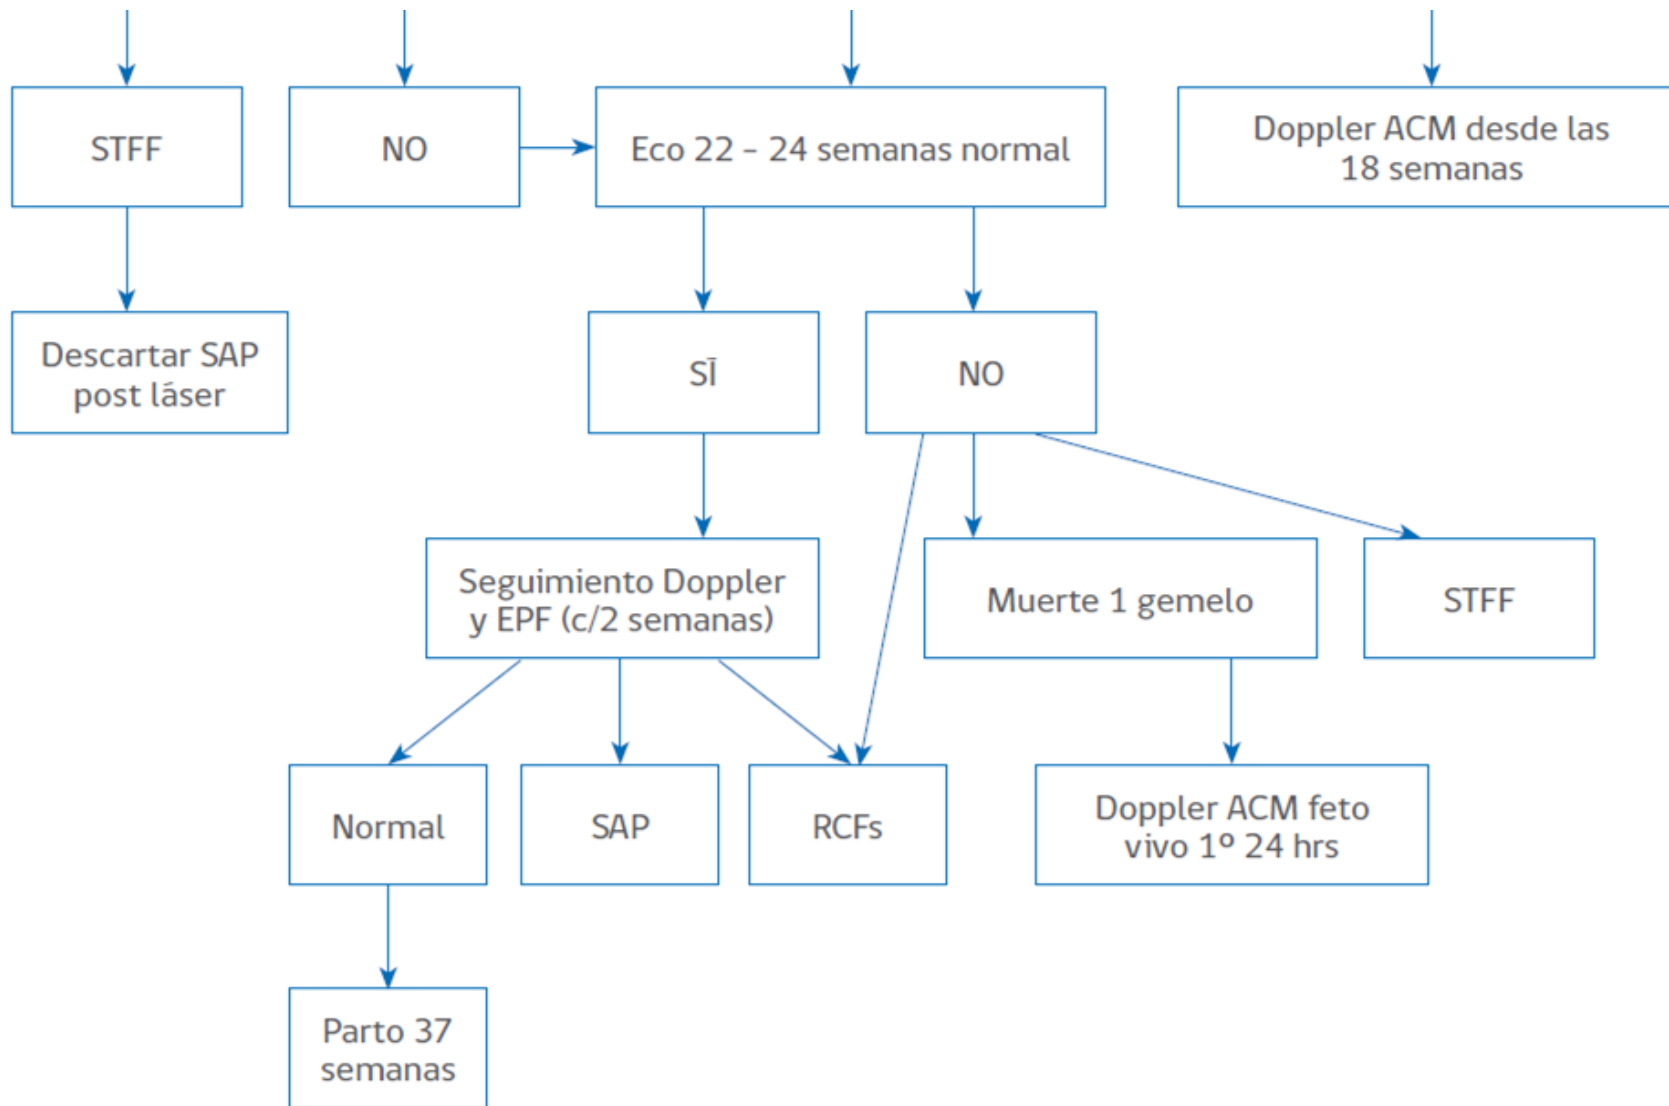 STFF
NO
Eco 22 – 24 semanas normal
Doppler ACM desde las
18 semanas
Descartar SAP
post láser
SĪ
NO
Seguimiento Doppler
y EPF (c/2 semanas)
Muerte 1 gemelo
STFF
Normal
SAP
RCFs
Doppler ACM feto
vivo 1º 24 hrs
Parto 37
semanas